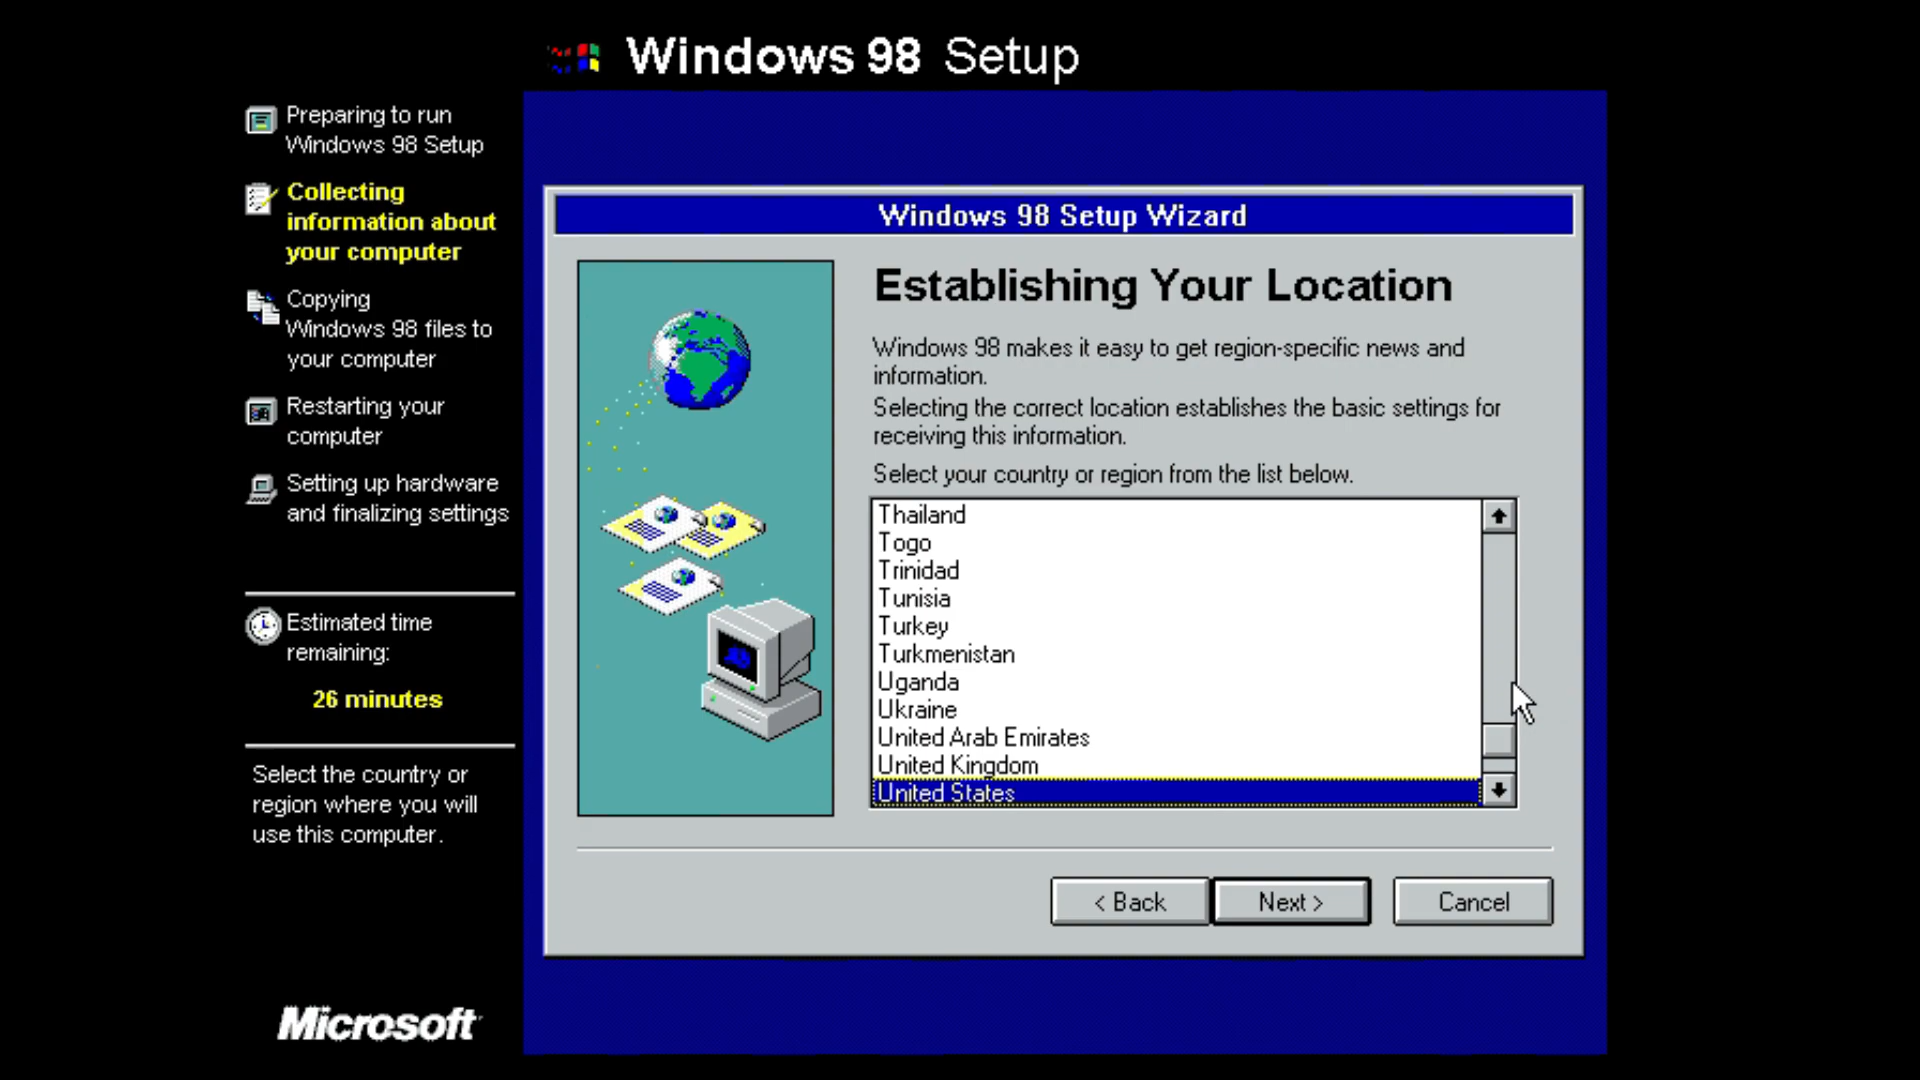 Windows 98 Setup
Preparing to run
Windows 98 Setup
Collecting
information about
your computer
Copying
Windows 98 files to
your computer
Restarting your
computer
Setting up hardware
and finalizing settings
Estimated time
remaining:
26 minutes
Select the country or
region where you will
use this computer.
Microsoft
Windows 98 Setup Wizard
Establishing Your Location
Windows 98 makes it easy to get region-specific news and
information.
Selecting the correct location establishes the basic settings for
receiving this information.
Select your country or region from the list below.
Thailand
Togo
Trinidad
Tunisia
Turkey
Turkmenistan
Uganda
Ukraine
United Arab Emirates
United Kingdom
United States
< Back
Next >
Cancel